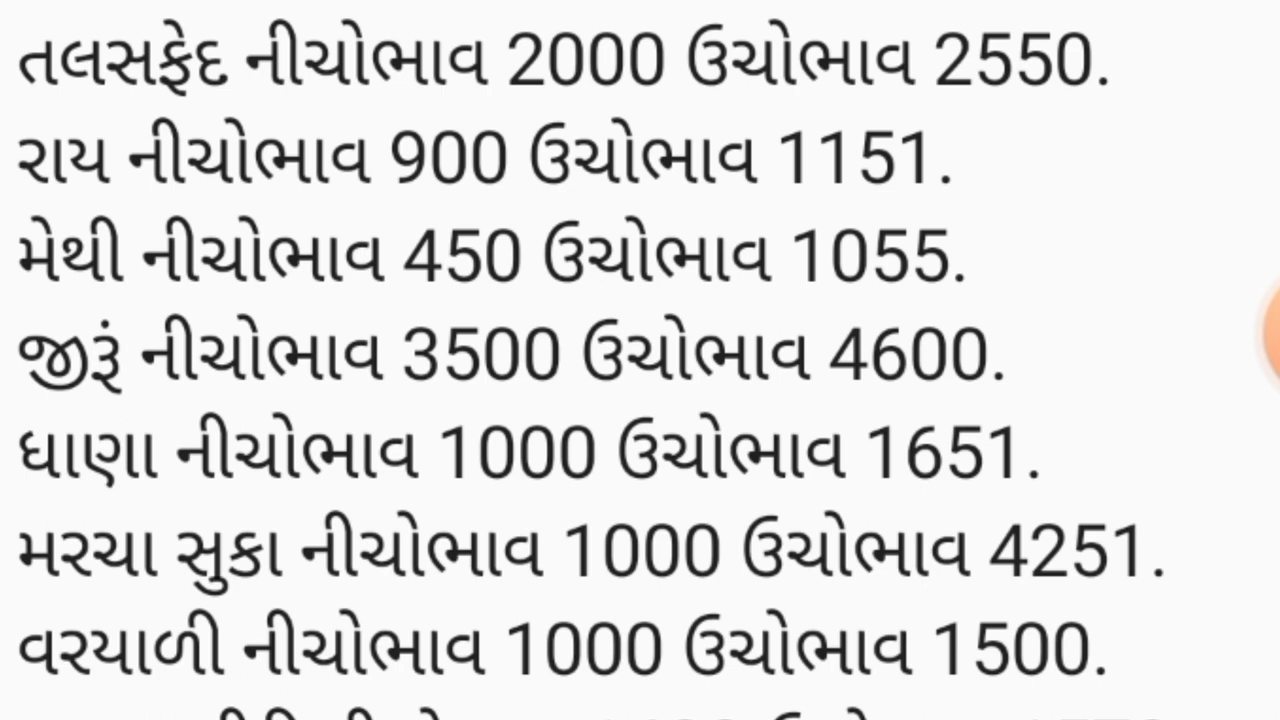 તલસફેદ નીચોભાવ 2000 ઉચોભાવ 2550.
રાય નીચોભાવ 900 ઉચોભાવ 1151.
મેથી નીચોભાવ 450 ઉચોભાવ 1055.
જીરૂં નીચોભાવ 3500 ઉચોભાવ 4600.
ધાણા નીચોભાવ 1000 ઉચોભાવ 1651.
મરચા સુકા નીચોભાવ 1000 ઉચોભાવ 4251.
વરયાળી નીચોભાવ 1000 ઉચોભાવ 1500.